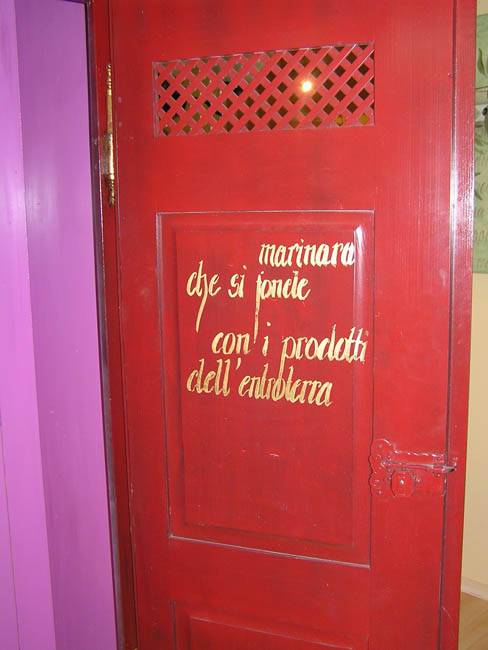 marinara
che si fonde
con i prodotti
dell'entroterra